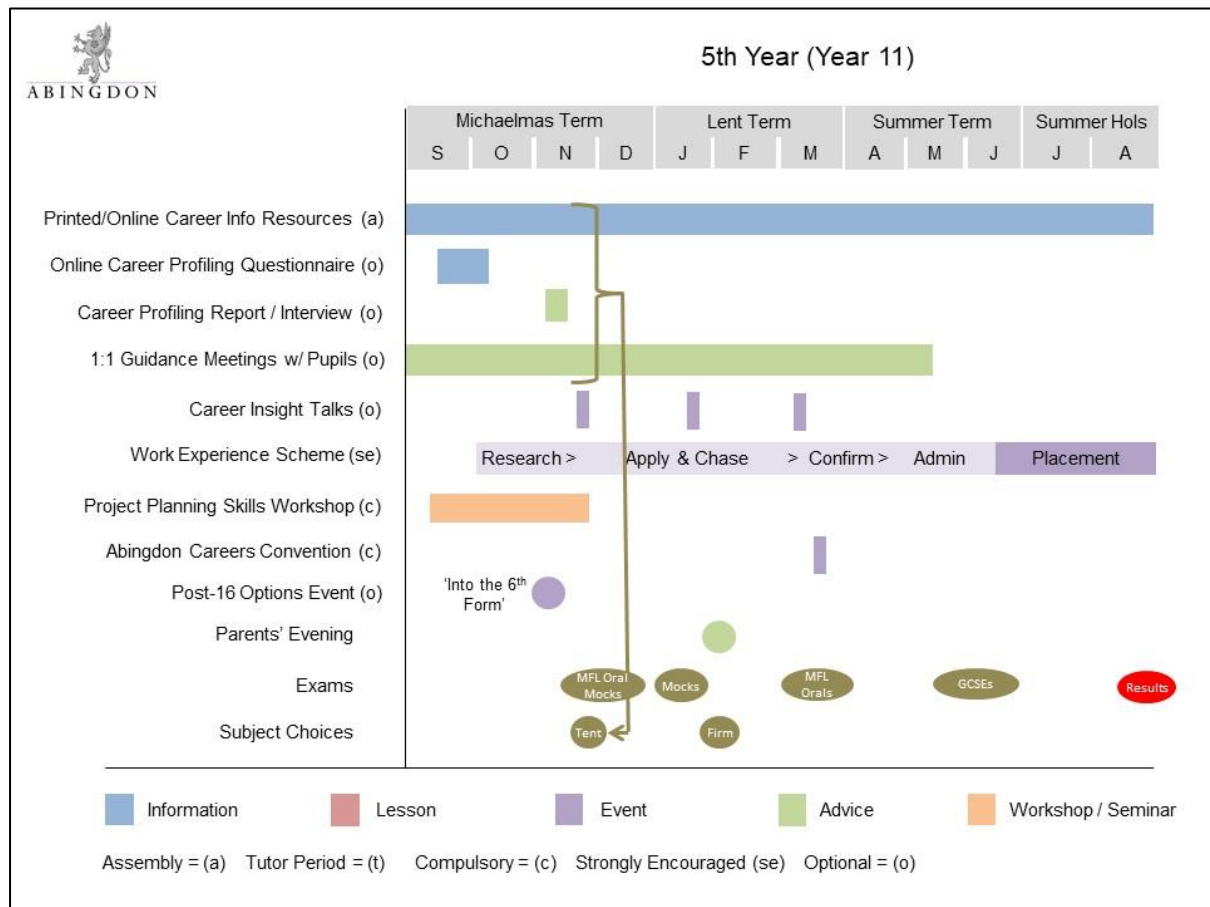 ABINGDON
5th Year (Year 11)
Michaelmas Term Lent Term Summer Term Summer Hols
S O N D J F M A M J J A
Printed/Online Career Info Resources (a)
Online Career Profiling Questionnaire (o)
Career Profiling Report / Interview (o)
1:1 Guidance Meetings w/ Pupils (o)
Career Insight Talks (o)
Work Experience Scheme (se) Research > Apply & Chase > Confirm > Admin Placement
Project Planning Skills Workshop (c)
Abingdon Careers Convention (c)
Post-16 Options Event (o) 'Into the 6th
Form'
Parents' Evening
Exams MFL Oral
Mocks Mocks MFL
Orals GCSEs Results
Subject Choices Tent Firm
Information Lesson Event Advice Workshop / Seminar
Assembly = (a) Tutor Period = (t) Compulsory = (c) Strongly Encouraged (se) Optional = (o)